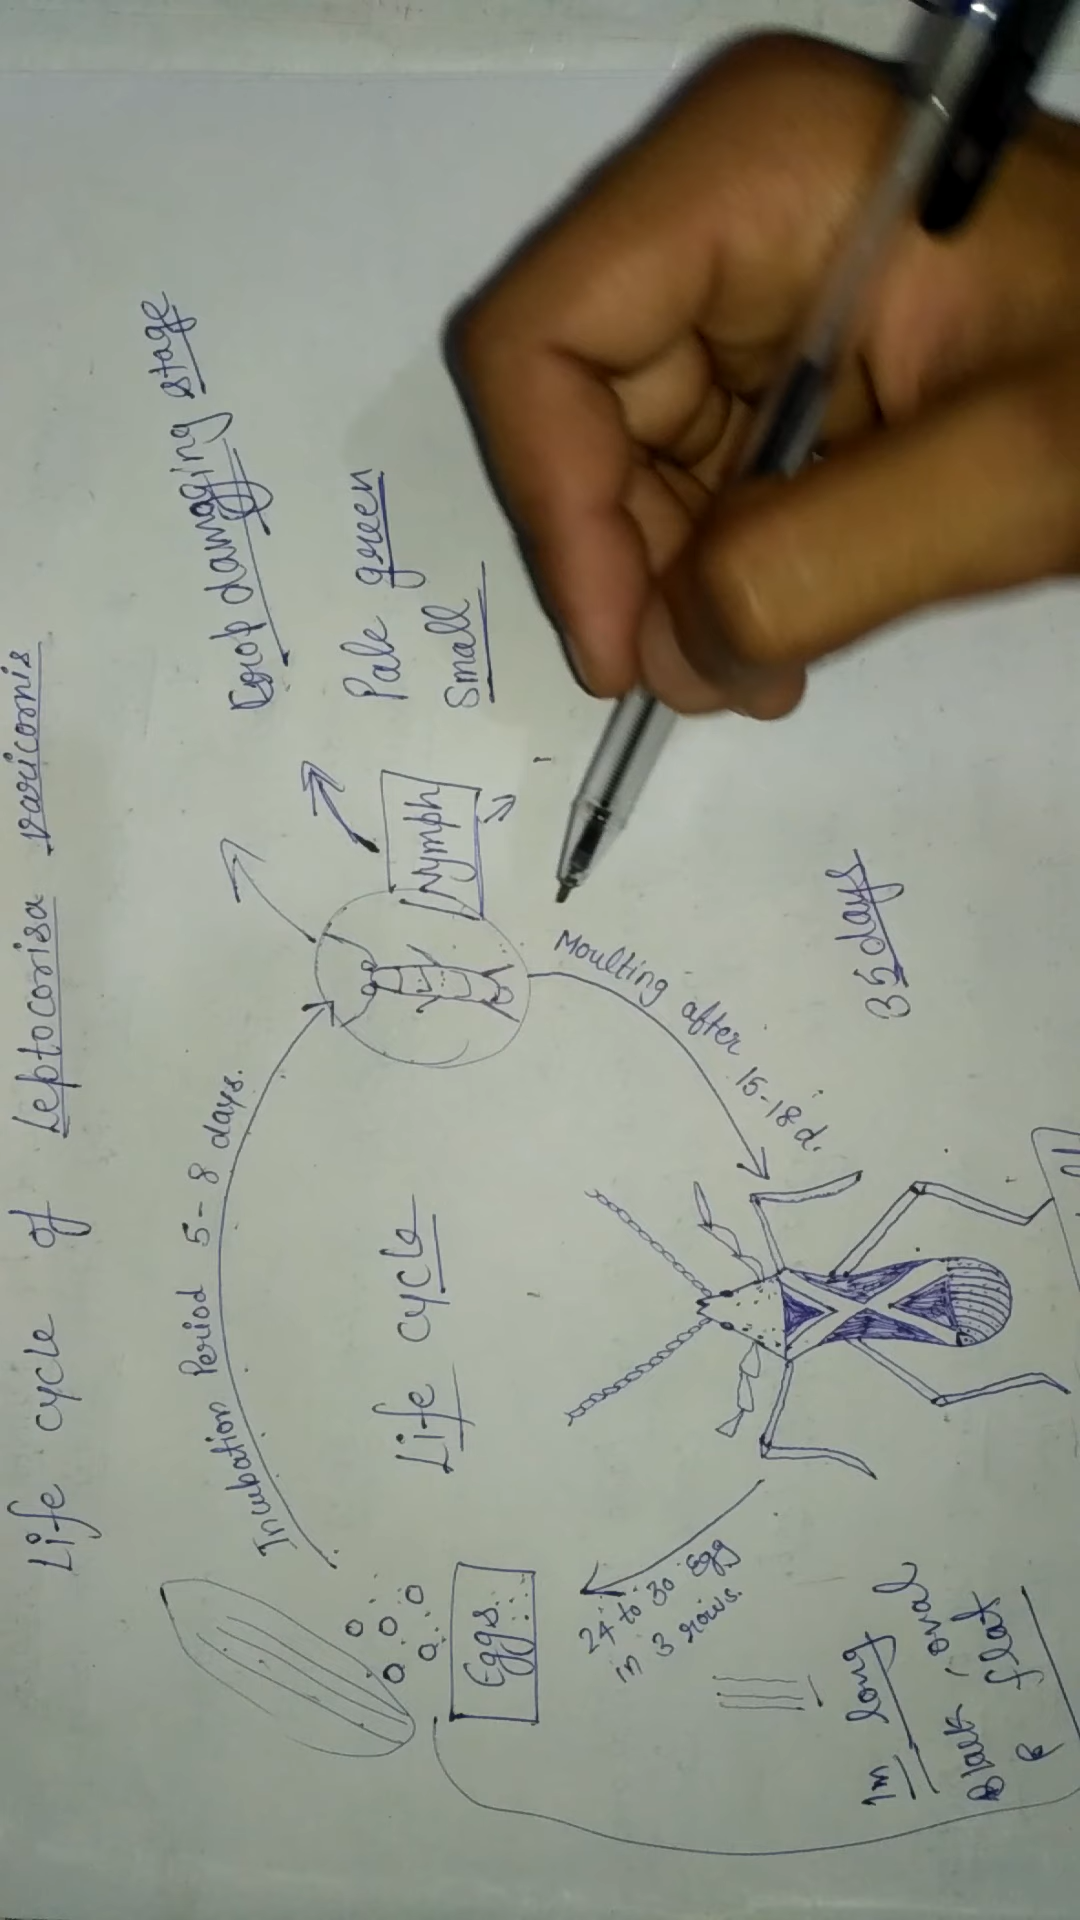 Life cycle of Leptocorisa varicornis
Incubation Period 5-8 days.
Crop damaging stage
Pale green
Small
Nymph
Life cycle
Eggs
Moulting after 15-18d.
24 to 30 Egg
in 3 rows.
35 days
1m long
Black, oval
& flat